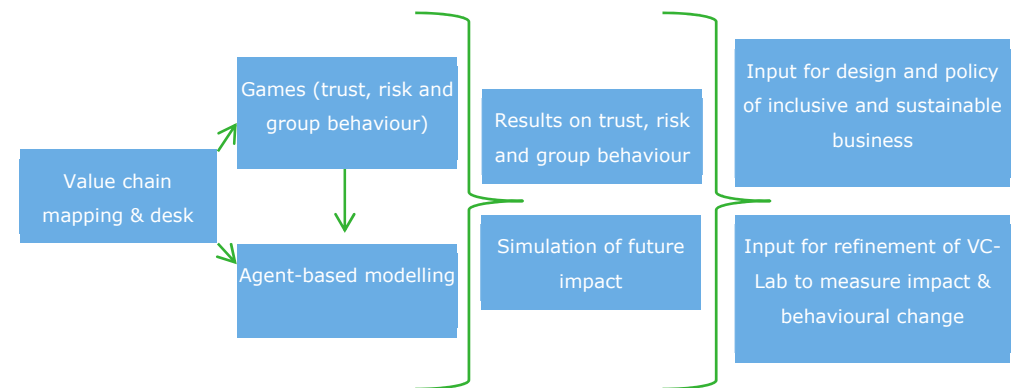 Value chain
mapping & desk
Games (trust, risk and
group behaviour)
Agent-based modelling
Results on trust, risk
and group behaviour
Simulation of future
impact
Input for design and policy
of inclusive and sustainable
business
Input for refinement of VC-
Lab to measure impact &
behavioural change